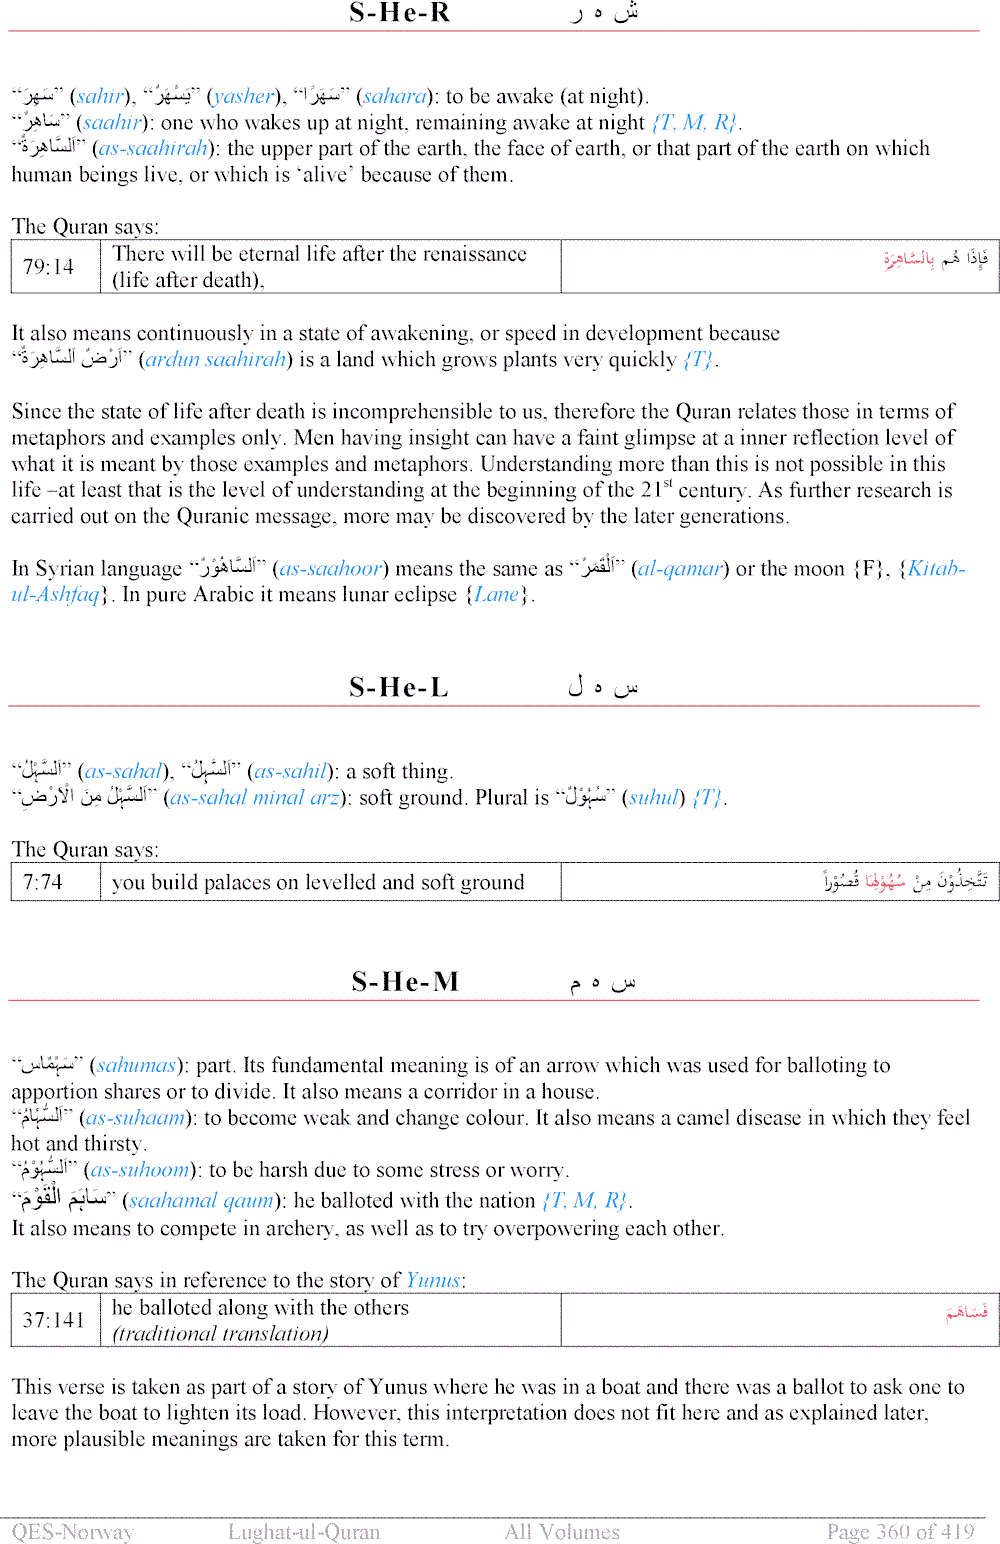 S-He-R ش ه ر
“سَهِرَ” (sahir), “يَسْهَرُ” (yasher), “سَهَرًا” (sahara): to be awake (at night).
“سَاهِرٌ” (saahir): one who wakes up at night, remaining awake at night {T, M, R}.
“اَلسَّاهِرَةُ” (as-saahirah): the upper part of the earth, the face of earth, or that part of the earth on which
human beings live, or which is ‘alive’ because of them.
The Quran says:
79:14 There will be eternal life after the renaissance
(life after death), فَإِذَا هُم بِالسَّاهِرَةِ
It also means continuously in a state of awakening, or speed in development because
“اَرْضٌ اَلسَّاهِرَةٌ” (ardun saahirah) is a land which grows plants very quickly {T}.
Since the state of life after death is incomprehensible to us, therefore the Quran relates those in terms of
metaphors and examples only. Men having insight can have a faint glimpse at a inner reflection level of
what it is meant by those examples and metaphors. Understanding more than this is not possible in this
life –at least that is the level of understanding at the beginning of the 21st century. As further research is
carried out on the Quranic message, more may be discovered by the later generations.
In Syrian language “اَلسَّاهُوْرُ” (as-saahoor) means the same as “اَلْقَمَرُ” (al-qamar) or the moon {F}, {Kitab-
ul-Ashfaq}. In pure Arabic it means lunar eclipse {Lane}.
S-He-L س ه ل
“اَلسَّهْلُ” (as-sahal), “اَلسَّهِلُ” (as-sahil): a soft thing.
“اَلسَّهْلُ مِنَ الْاَرْضِ” (as-sahal minal arz): soft ground. Plural is “سُهُوْلٌ” (suhul) {T}.
The Quran says:
7:74 you build palaces on levelled and soft ground تَتَّخِذُوْنَ مِنْ سُهُوْلِهَا قُصُوْراً
S-He-M س ه م
“سَهْمٌاس” (sahumas): part. Its fundamental meaning is of an arrow which was used for balloting to
apportion shares or to divide. It also means a corridor in a house.
“اَلسُّهَامُ” (as-suhaam): to become weak and change colour. It also means a camel disease in which they feel
hot and thirsty.
“اَلسُّهُوْمُ” (as-suhoom): to be harsh due to some stress or worry.
“سَاهَمَ الْقَوْمَ” (saahamal qaum): he balloted with the nation {T, M, R}.
It also means to compete in archery, as well as to try overpowering each other.
The Quran says in reference to the story of Yunus:
37:141 he balloted along with the others
(traditional translation) فَسَاهَمَ
This verse is taken as part of a story of Yunus where he was in a boat and there was a ballot to ask one to
leave the boat to lighten its load. However, this interpretation does not fit here and as explained later,
more plausible meanings are taken for this term.
QES-Norway Lughat-ul-Quran All Volumes Page 360 of 419